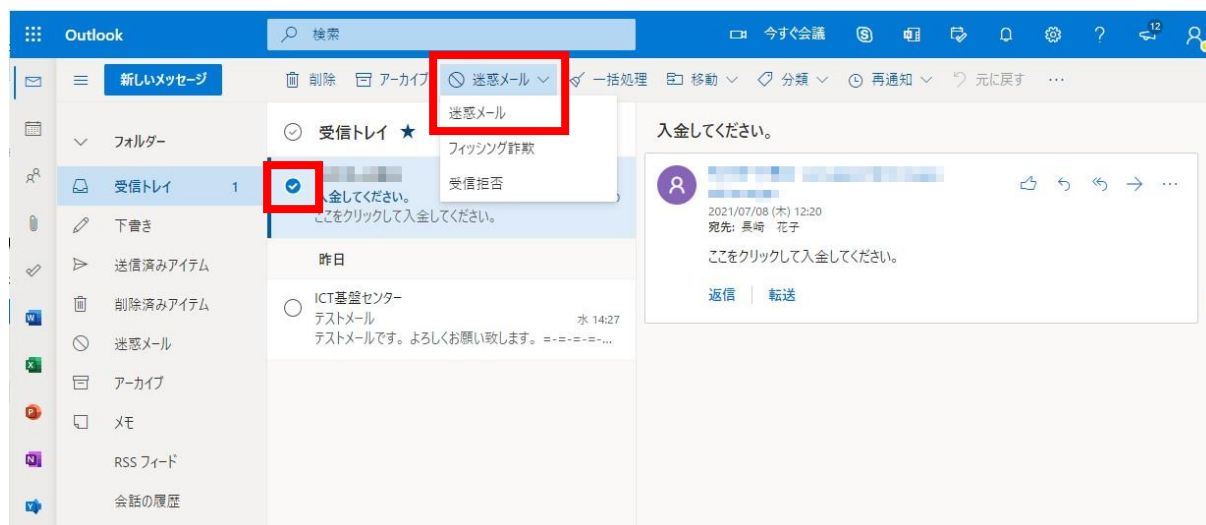 Outlook
検索
今すぐ会議
12
新しいメッセージ
削除 アーカイブ 迷惑メール 一括処理 移動 分類 再通知 元に戻す …
迷惑メール
フィッシング詐欺
受信拒否
フォルダー
受信トレイ 1
下書き
送信済みアイテム
削除済みアイテム
迷惑メール
アーカイブ
メモ
RSS フィード
会話の履歴
受信トレイ ★
入金してください。
ここをクリックして入金してください。
昨日
ICT基盤センター
テストメール 水 14:27
テストメールです。よろしくお願い致します。=-=-=-=-...
入金してください。
2021/07/08 (木) 12:20
宛先: 長崎 花子
ここをクリックして入金してください。
返信 転送